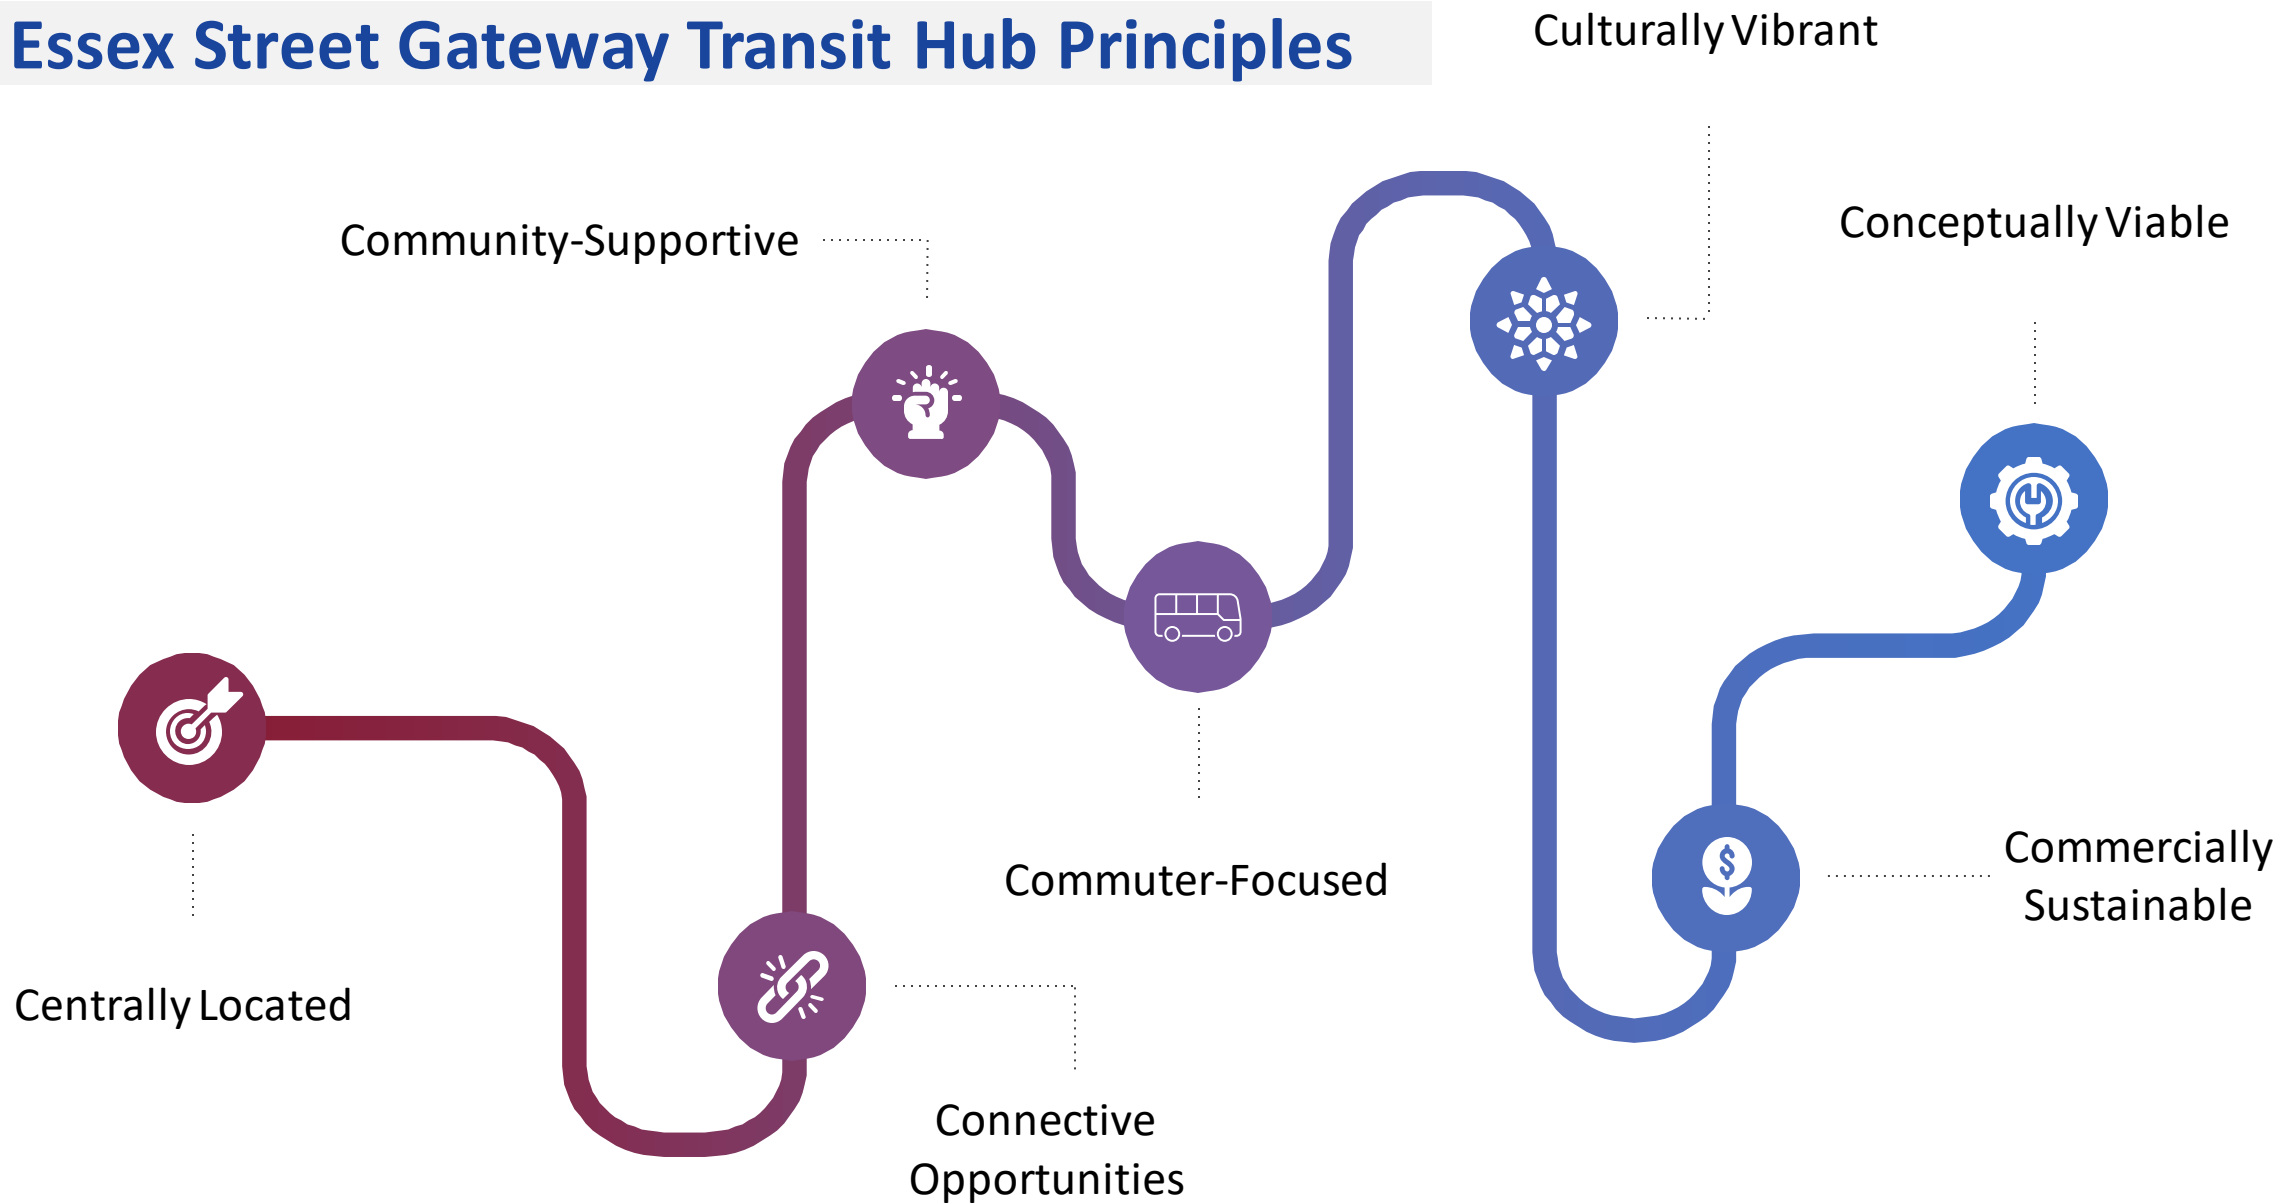 Essex Street Gateway Transit Hub Principles
Culturally Vibrant
Conceptually Viable
Community-Supportive
Commercially
Sustainable
Commuter-Focused
Centrally Located
Connective
Opportunities
$